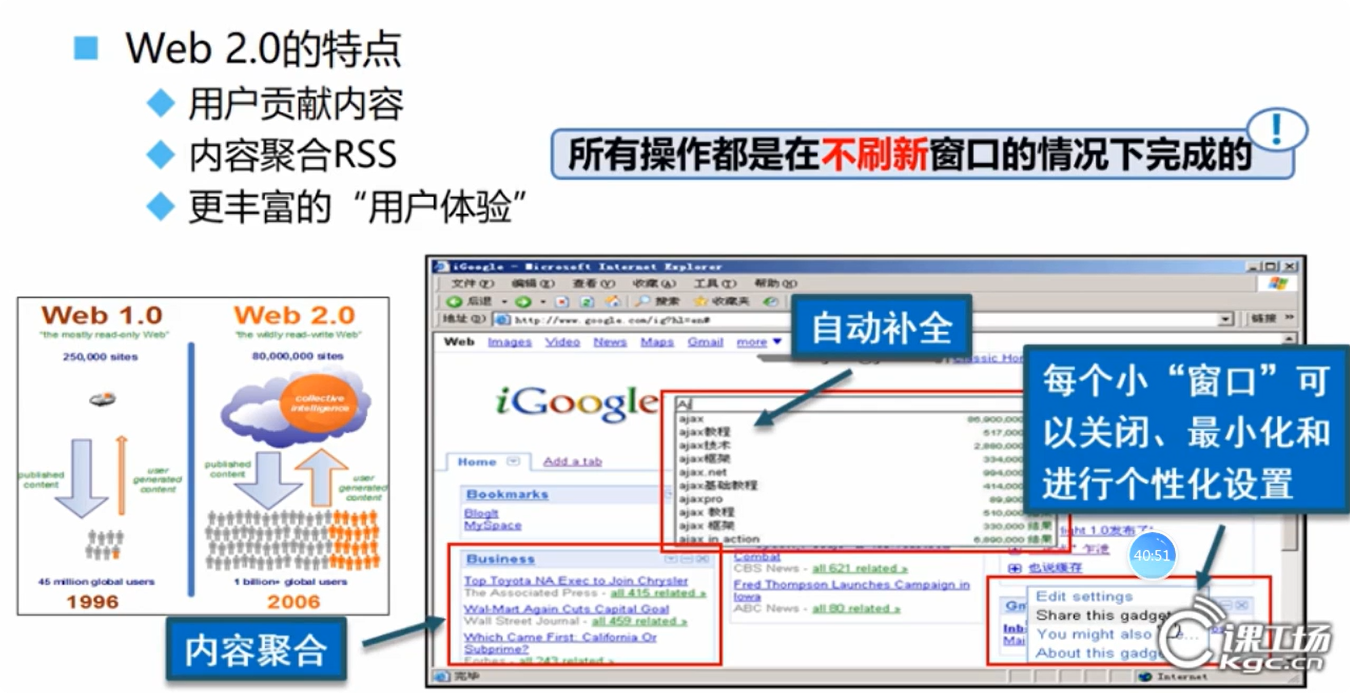 Web 2.0的特点
用户贡献内容
内容聚合RSS
更丰富的“用户体验”
所有操作都是在不刷新窗口的情况下完成的
!
Web 1.0
"the mostly read-only Web"
250,000 sites
published content
user generated content
45 million global users
1996
Web 2.0
"the wildly read-write Web"
80,000,000 sites
collective intelligence
published content
user generated content
1 billion+ global users
2006
iGoogle - Microsoft Internet Explorer
文件(F) 编辑(E) 查看(V) 收藏(A) 工具(T) 帮助(H)
后退 搜索 收藏夹
地址(D) http://www.google.com/ig?hl=en# 链接 »
Web Images Video News Maps Gmail more ▼
Classic Hom
iGoogle
Aj
ajax
ajax教程 517,000
ajax技术
ajax框架 334,000
ajax.net 994,000
ajax基础教程 414,000
ajaxpro
ajax 教程 510,000 结果
ajax 框架 330,000 结果
ajax in action 6,890,000 结果
自动补全
每个小“窗口”可
以关闭、最小化和
进行个性化设置
Home Add a tab
Bookmarks
BlogIt
MySpace
Business
Top Toyota NA Exec to Join Chrysler
The Associated Press - all 415 related »
Wal-Mart Again Cuts Capital Goal
Wall Street Journal - all 459 related »
Which Came First: California Or
Subprime?
Forbes - all 243 related »
Combat
CBS News - all 621 related »
Fred Thompson Launches Campaign in
Iowa
ABC News - all 80 related »
light 1.0发布了
也说缓存
40:51
Edit settings
Share this gadget
You might also
About this gadg
内容聚合
完毕
Internet
课工场
kgc.cn